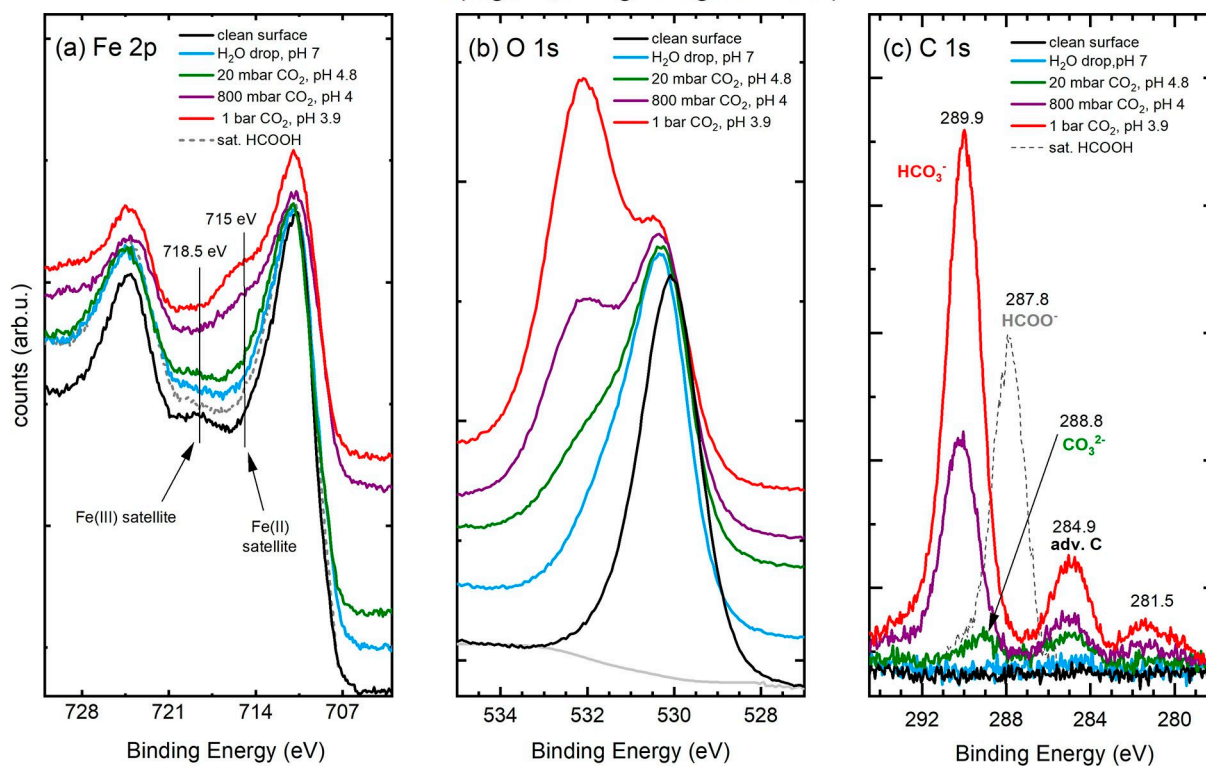 (a) Fe 2p
clean surface
H₂O drop, pH 7
20 mbar CO₂, pH 4.8
800 mbar CO₂, pH 4
1 bar CO₂, pH 3.9
sat. HCOOH
715 eV
718.5 eV
Fe(III) satellite
Fe(II)
satellite
counts (arb.u.)
728
721
714
707
Binding Energy (eV)
(b) O 1s
clean surface
H₂O drop, pH 7
20 mbar CO₂, pH 4.8
800 mbar CO₂, pH 4
1 bar CO₂, pH 3.9
534
532
530
528
Binding Energy (eV)
(c) C 1s
clean surface
H₂O drop,pH 7
20 mbar CO₂, pH 4.8
800 mbar CO₂, pH 4
1 bar CO₂, pH 3.9
sat. HCOOH
289.9
HCO₃⁻
287.8
HCOO⁻
288.8
CO₃²⁻
284.9
adv. C
281.5
292
288
284
280
Binding Energy (eV)